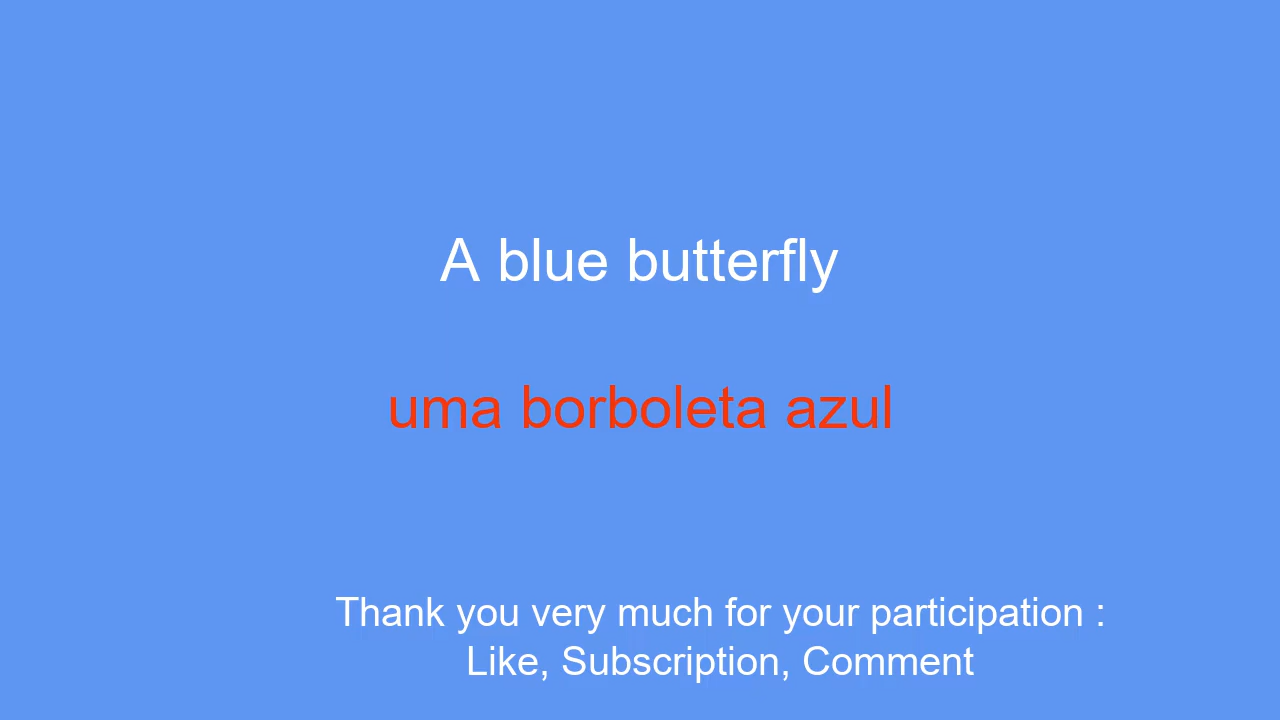 A blue butterfly
uma borboleta azul
Thank you very much for your participation :
Like, Subscription, Comment